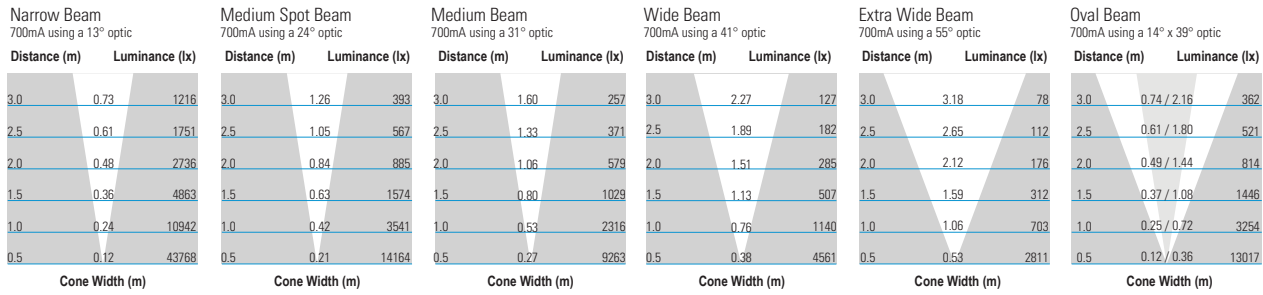 Narrow Beam
700mA using a 13° optic
Distance (m) Luminance (lx)
3.0 0.73 1216
2.5 0.61 1751
2.0 0.48 2736
1.5 0.36 4863
1.0 0.24 10942
0.5 0.12 43768
Cone Width (m)
Medium Spot Beam
700mA using a 24° optic
Distance (m) Luminance (lx)
3.0 1.26 393
2.5 1.05 567
2.0 0.84 885
1.5 0.63 1574
1.0 0.42 3541
0.5 0.21 14164
Cone Width (m)
Medium Beam
700mA using a 31° optic
Distance (m) Luminance (lx)
3.0 1.60 257
2.5 1.33 371
2.0 1.06 579
1.5 0.80 1029
1.0 0.53 2316
0.5 0.27 9263
Cone Width (m)
Wide Beam
700mA using a 41° optic
Distance (m) Luminance (lx)
3.0 2.27 127
2.5 1.89 182
2.0 1.51 285
1.5 1.13 507
1.0 0.76 1140
0.5 0.38 4561
Cone Width (m)
Extra Wide Beam
700mA using a 55° optic
Distance (m) Luminance (lx)
3.0 3.18 78
2.5 2.65 112
2.0 2.12 176
1.5 1.59 312
1.0 1.06 703
0.5 0.53 2811
Cone Width (m)
Oval Beam
700mA using a 14° x 39° optic
Distance (m) Luminance (lx)
3.0 0.74 / 2.16 362
2.5 0.61 / 1.80 521
2.0 0.49 / 1.44 814
1.5 0.37 / 1.08 1446
1.0 0.25 / 0.72 3254
0.5 0.12 / 0.36 13017
Cone Width (m)